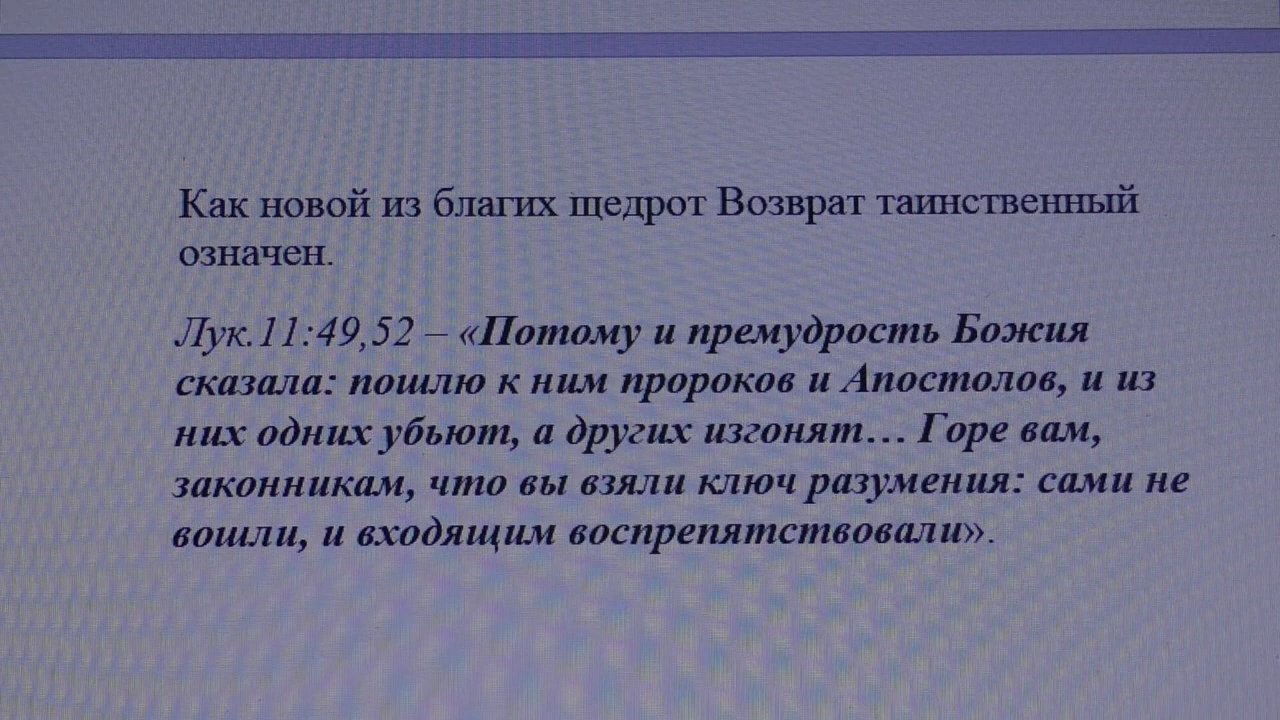 Как новой из благих щедрот Возврат таинственный
означен.
Лук.11:49,52 – «Потому и премудрость Божия
сказала: пошлю к ним пророков и Апостолов, и из
них одних убьют, а других изгонят… Горе вам,
законникам, что вы взяли ключ разумения: сами не
вошли, и входящим воспрепятствовали».